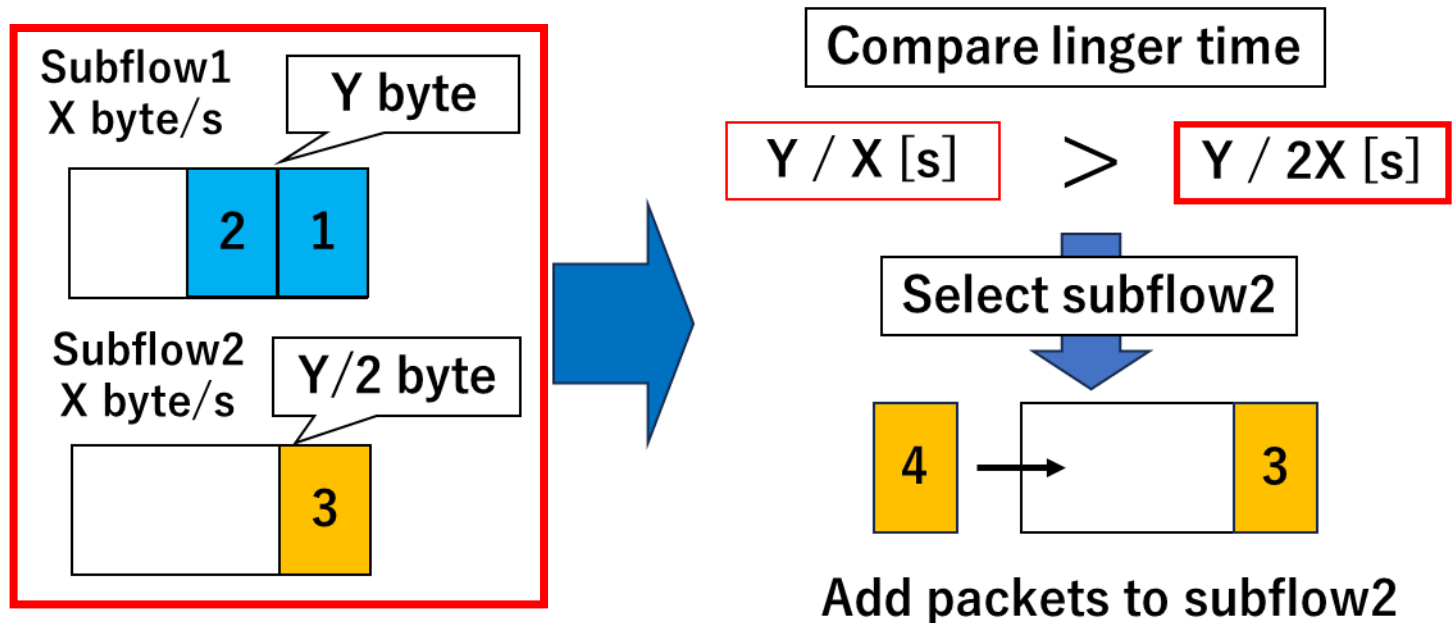 Subflow1
X byte/s
Y byte
2
1
Subflow2
X byte/s
Y/2 byte
3
Compare linger time
Y / X [s]
>
Y / 2X [s]
Select subflow2
4
3
Add packets to subflow2